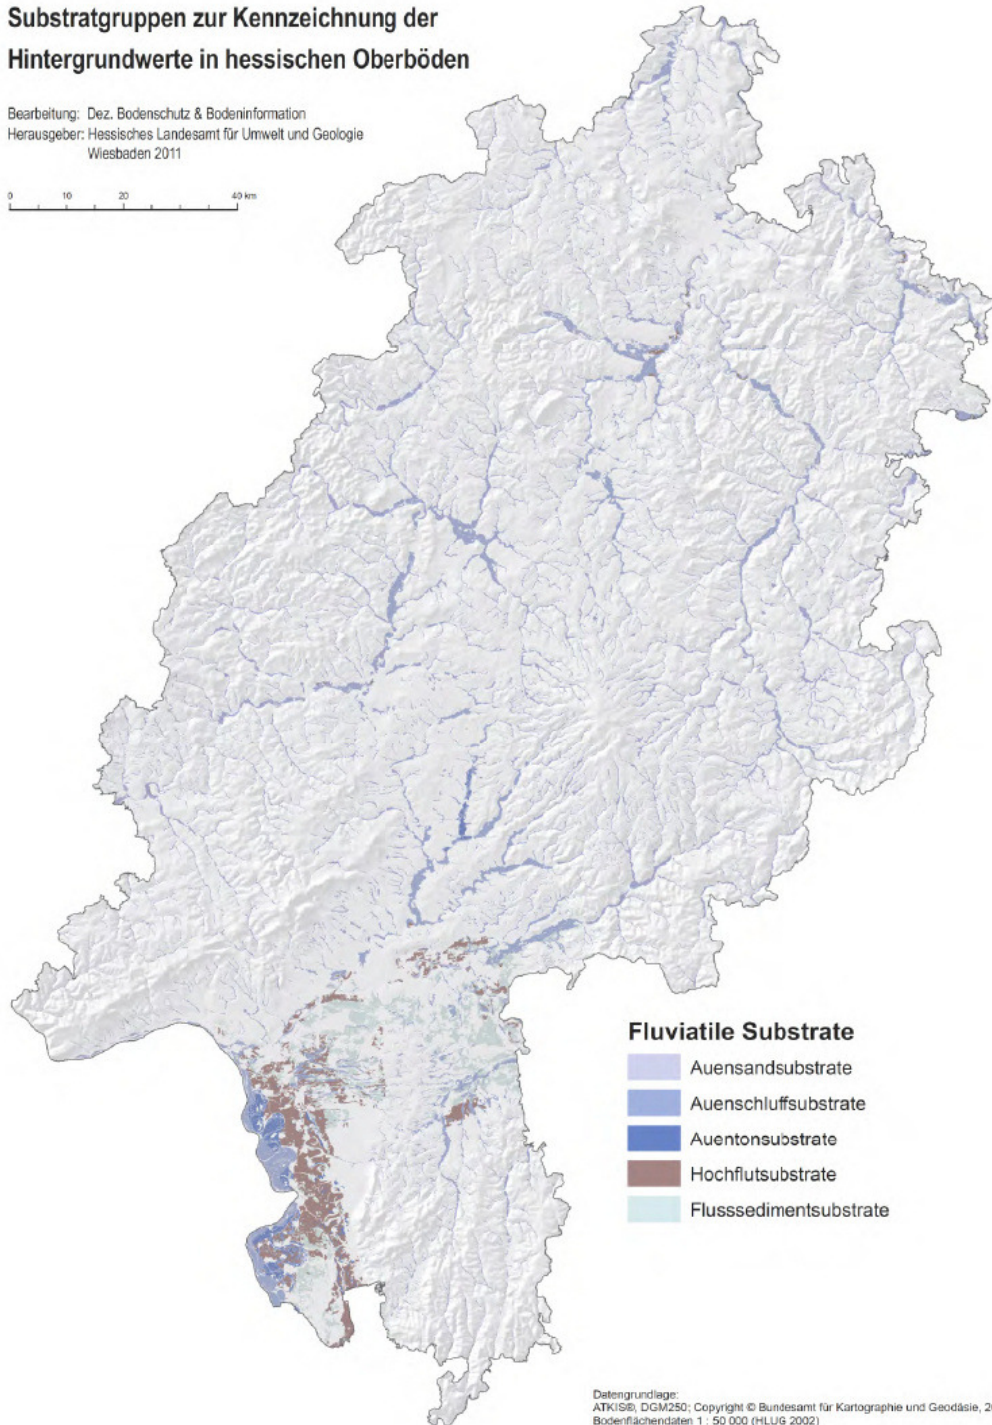 Substratgruppen zur Kennzeichnung der
Hintergrundwerte in hessischen Oberböden
Bearbeitung: Dez. Bodenschutz & Bodeninformation
Herausgeber: Hessisches Landesamt für Umwelt und Geologie
Wiesbaden 2011
0 10 20 40 km
Fluviatile Substrate
Auensandsubstrate
Auenschluffsubstrate
Auentonsubstrate
Hochflutsubstrate
Flusssedimentsubstrate
Datengrundlage:
ATKIS®, DGM250; Copyright © Bundesamt für Kartographie und Geodäsie, 2
Bodenflächendaten 1 : 50 000 (HLUG 2002)